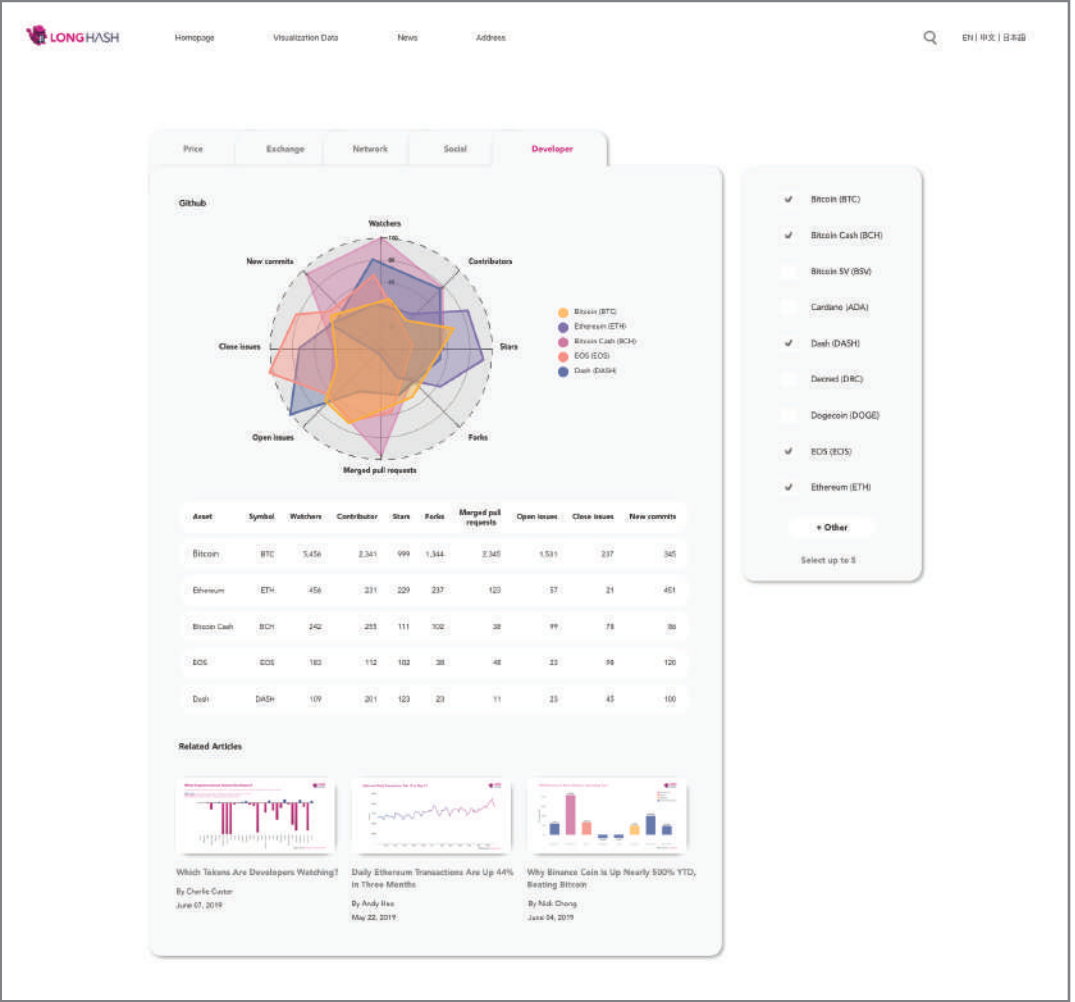 LONGHASH
Homepage Visualization Data News Address
EN | 中文 | 日本語
Price Exchange Network Social Developer
Github
Watchers
100
80
New commits
Contributors
Close issues
Stars
Open issues
Forks
Merged pull requests
Bitcoin (BTC)
Ethereum (ETH)
Bitcoin Cash (BCH)
EOS (EOS)
Dash (DASH)
Asset Symbol Watchers Contributor Stars Forks Merged pull requests Open issues Close issues New commits
Bitcoin BTC 5,456 2,341 999 1,344 2,345 1,531 237 345
Ethereum ETH 456 231 229 237 123 57 21 451
Bitcoin Cash BCH 242 255 111 102 38 99 78 86
EOS EOS 183 112 102 38 48 23 98 120
Dash DASH 109 201 123 23 11 23 45 100
Related Articles
Which Tokens Are Developers Watching?
By Charlie Custer
June 07, 2019
Daily Ethereum Transactions Are Up 44%
in Three Months
By Andy Hao
May 22, 2019
Why Binance Coin Is Up Nearly 500% YTD,
Beating Bitcoin
By Nick Chong
June 04, 2019
Bitcoin (BTC)
Bitcoin Cash (BCH)
Bitcoin SV (BSV)
Cardano (ADA)
Dash (DASH)
Decred (DRC)
Dogecoin (DOGE)
EOS (EOS)
Ethereum (ETH)
+ Other
Select up to 5